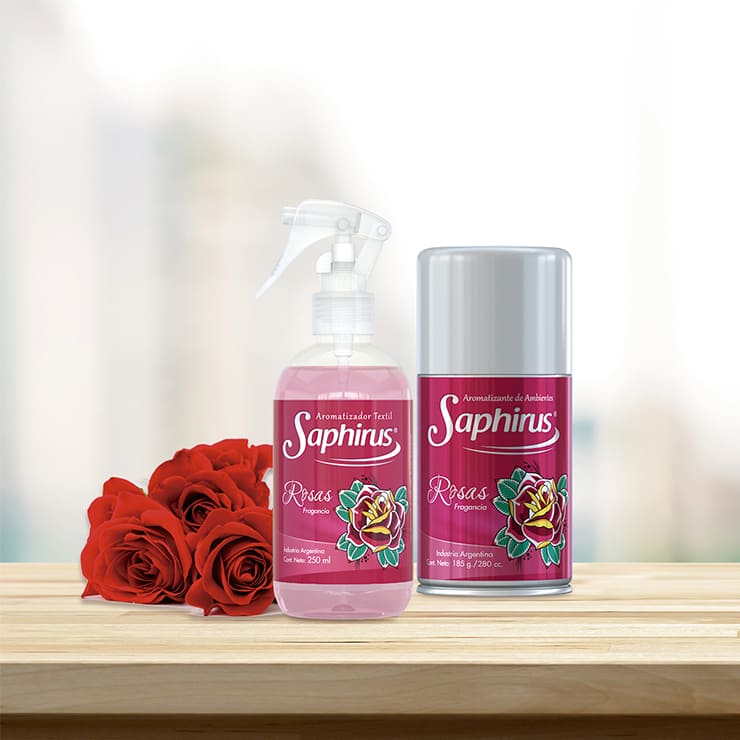 Aromatizador Textil
Saphirus®
Rosas
Fragancia
Industria Argentina
Cont. Neto: 250 ml
Aromatizante de Ambientes
Saphirus®
Rosas
Fragancia
Industria Argentina
Cont. Neto: 185 g./280 cc.